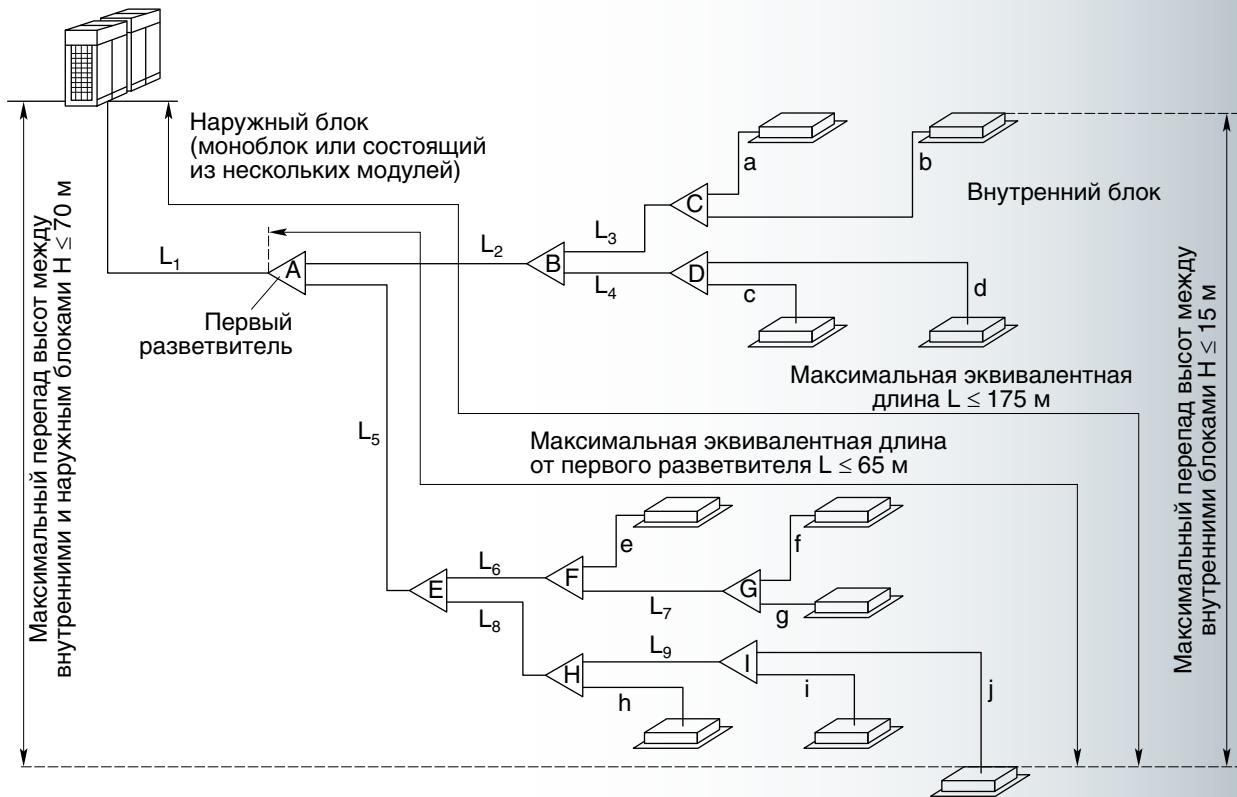 Наружный блок
(моноблок или состоящий
из нескольких модулей)
Максимальный перепад высот между
внутренними и наружным блоками H ≤ 70 м
L₁
A
Первый
разветвитель
L₂
B
L₃
L₄
C
a
b
D
c
d
Внутренний блок
Максимальный перепад высот между
внутренними блоками H ≤ 15 м
Максимальная эквивалентная
длина L ≤ 175 м
Максимальная эквивалентная длина
от первого разветвителя L ≤ 65 м
L₅
E
L₆
L₈
F
e
L₇
G
f
g
H
h
L₉
I
i
j